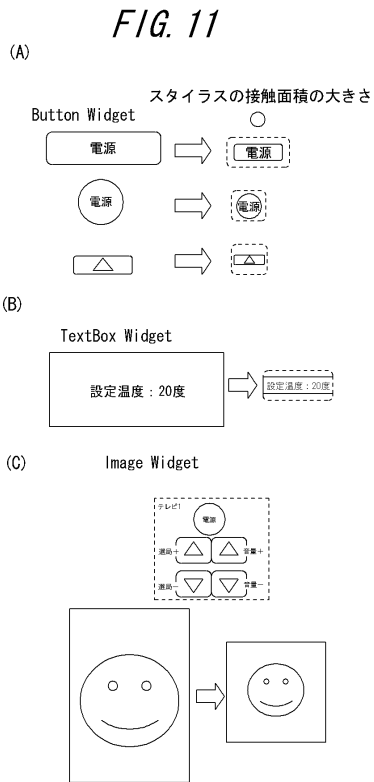 FIG. 11
(A)
スタイラスの接触面積の大きさ
Button Widget
電源
電源
電源
電源
(B)
TextBox Widget
設定温度:20度
設定温度:20度
(C)
Image Widget
テレビ1
電源
選局+
音量+
選局-
音量-